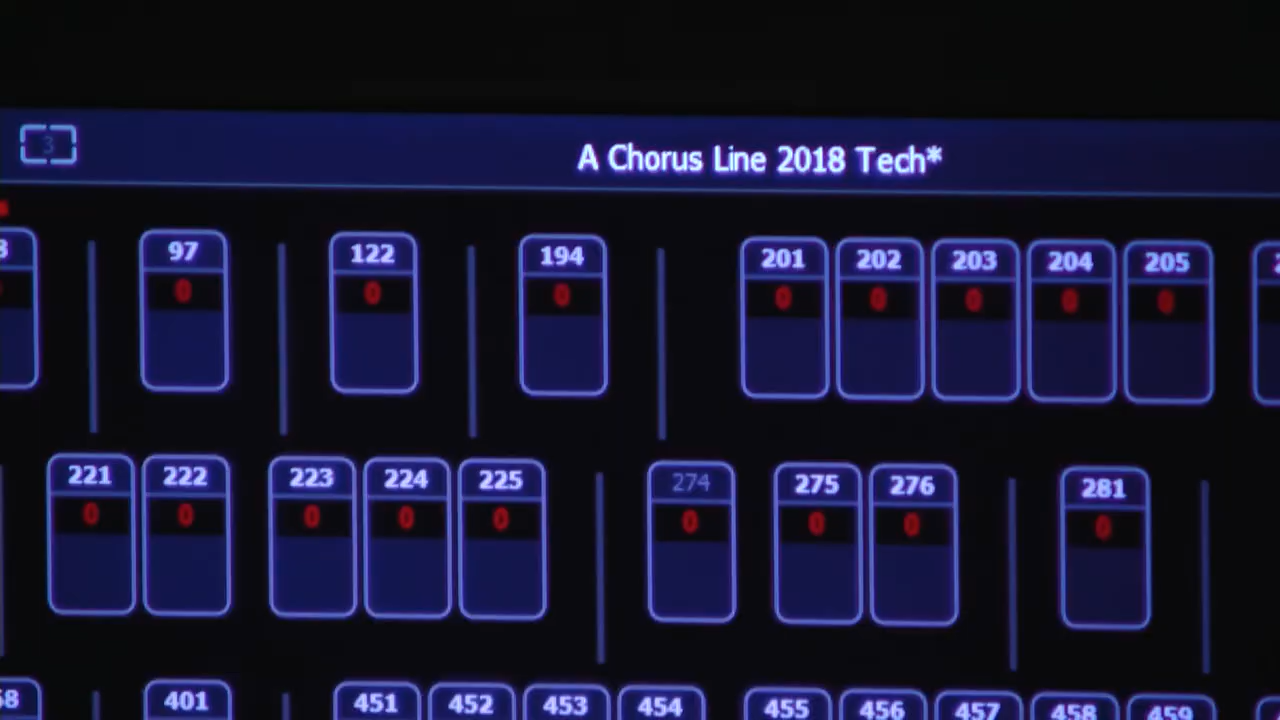 3
A Chorus Line 2018 Tech*
97 122 194 201 202 203 204 205
0 0 0 0 0 0 0 0
221 222 223 224 225 274 275 276 281
0 0 0 0 0 0 0 0 0
401 451 452 453 454 455 456 457 458 459